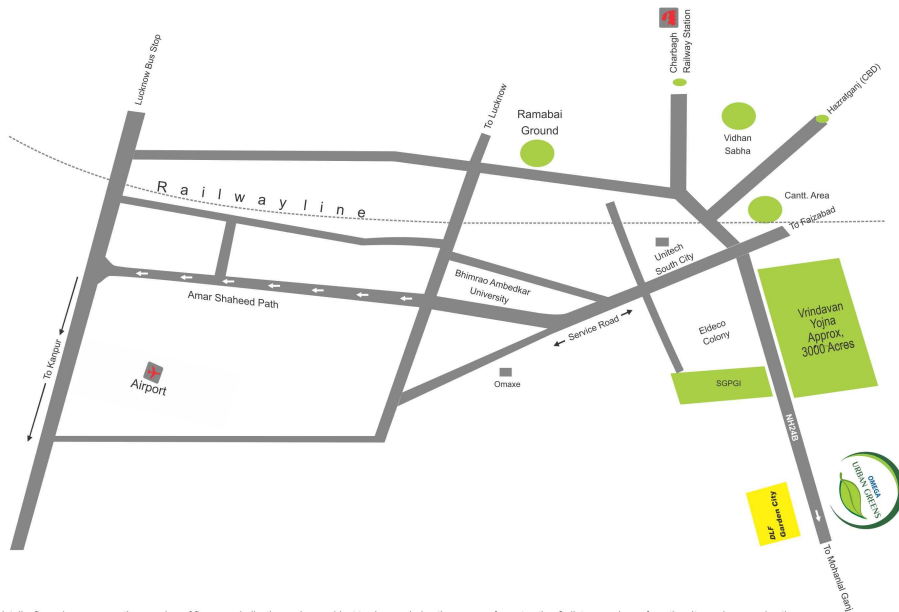 Lucknow Bus Stop
To Lucknow
Charbagh
Railway Station
Hazratganj (CBD)
Ramabai
Ground
Vidhan
Sabha
Cantt. Area
To Faizabad
Railwayline
Unitech
South City
Bhimrao Ambedkar
University
Amar Shaheed Path
Service Road
Eldeco
Colony
Vrindavan
Yojna
Approx,
3000 Acres
To Kanpur
Airport
Omaxe
SGPGI
NH24B
OMEGA
URBAN GREENS
DLF
Garden City
To Mohanlal Ganj